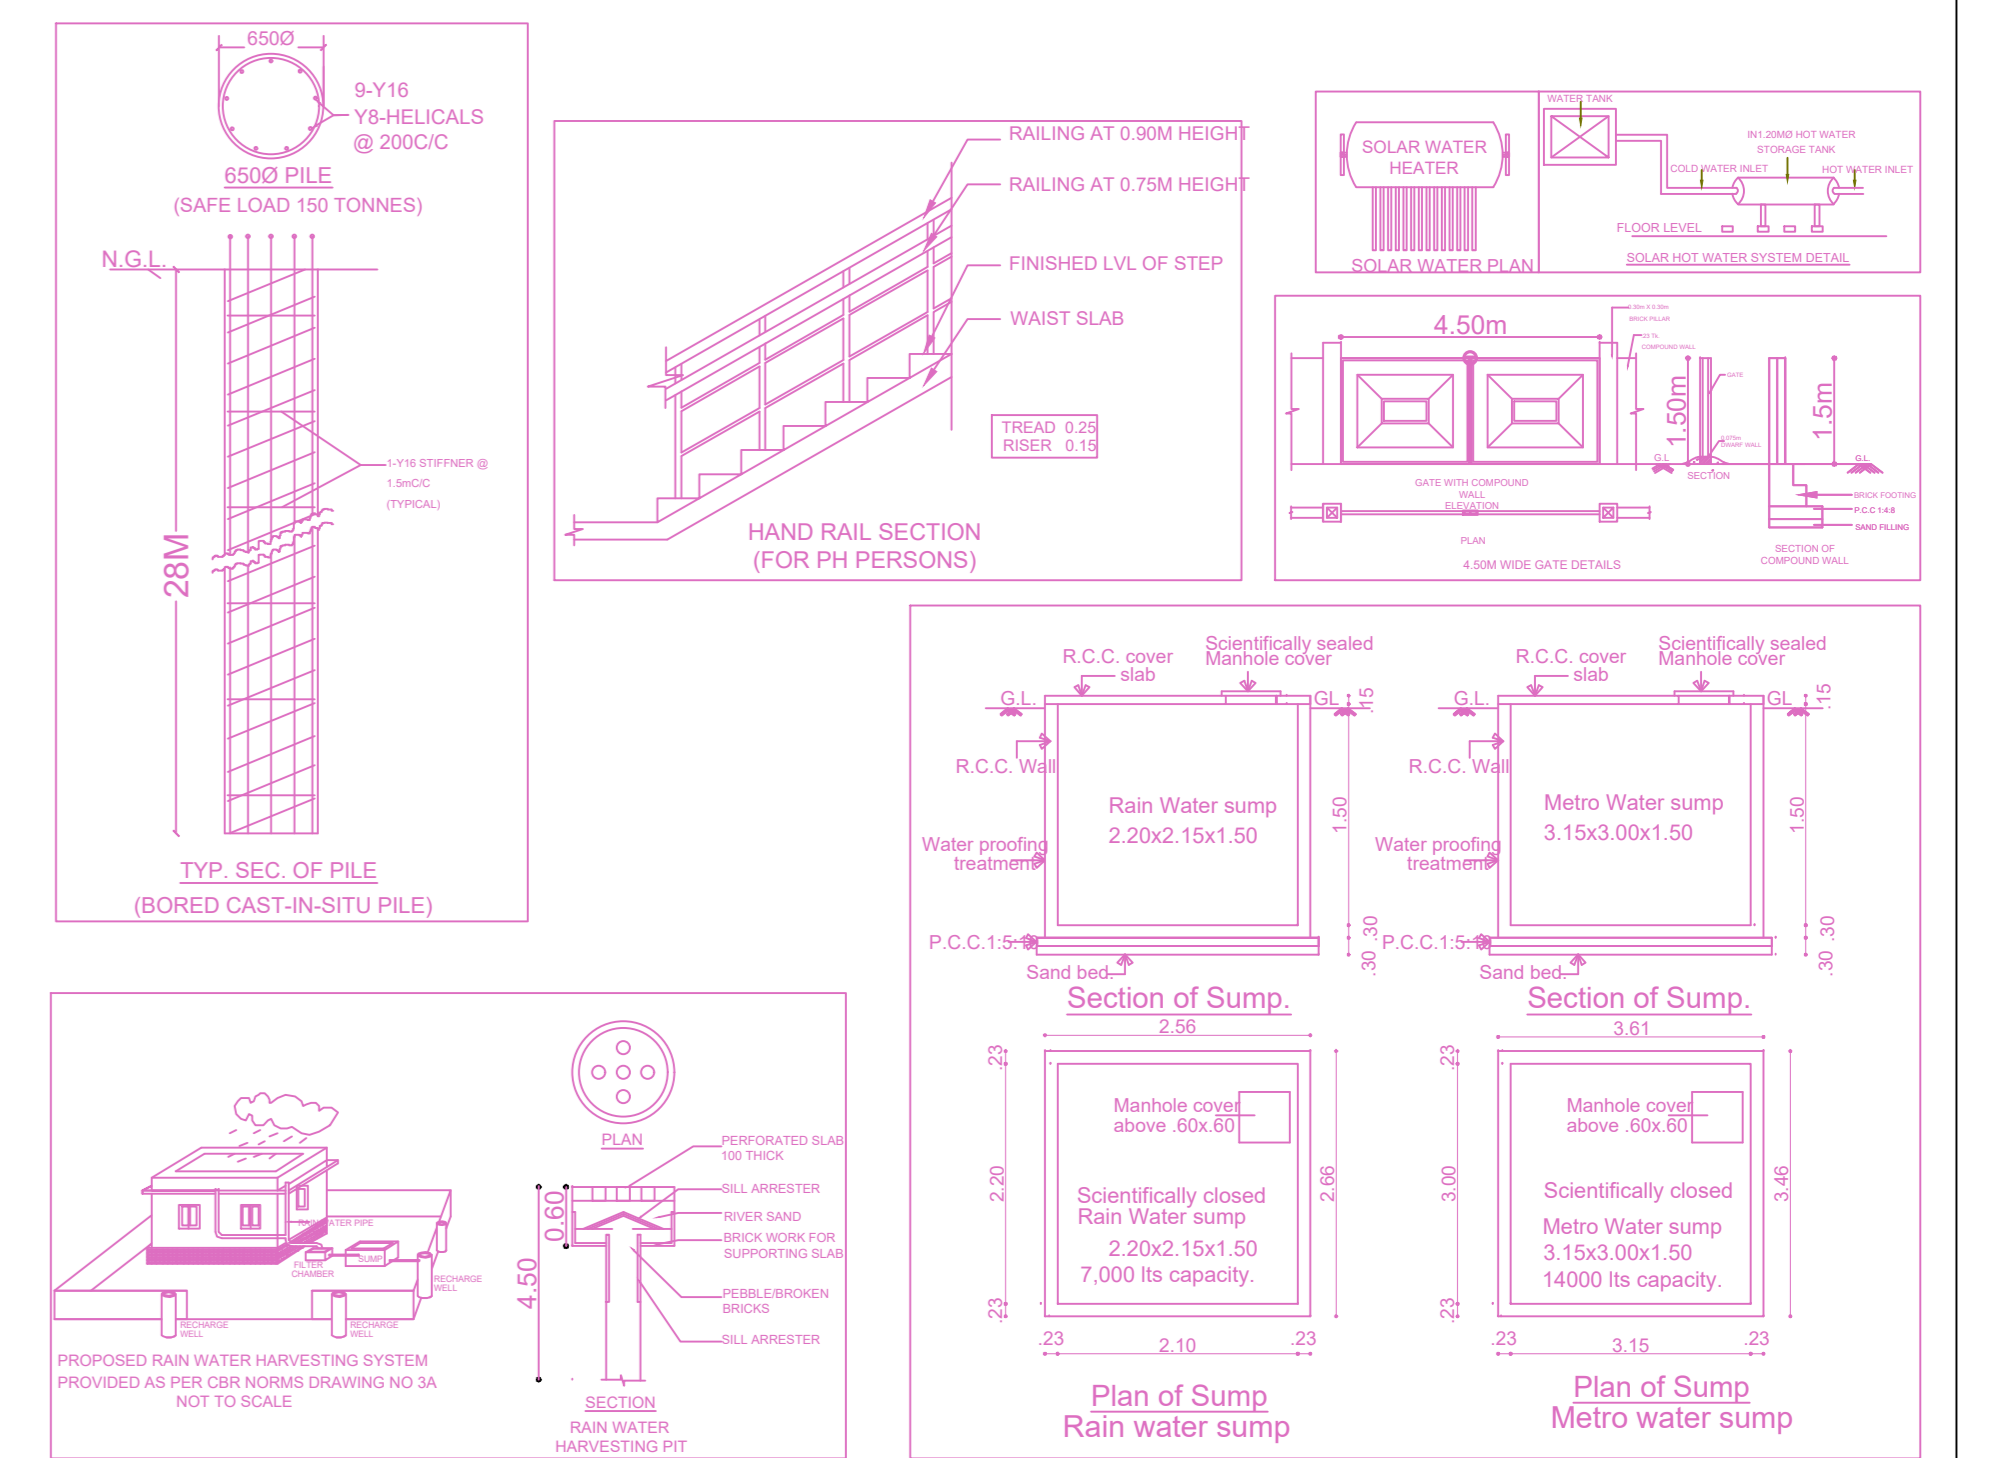 650Ø
9-Y16
Y8-HELICALS
@ 200C/C
650Ø PILE
(SAFE LOAD 150 TONNES)
N.G.L.
1-Y16 STIFFNER @
1.5mC/C
(TYPICAL)
28M
TYP. SEC. OF PILE
(BORED CAST-IN-SITU PILE)
RAILING AT 0.90M HEIGHT
RAILING AT 0.75M HEIGHT
FINISHED LVL OF STEP
WAIST SLAB
TREAD 0.25
RISER 0.15
HAND RAIL SECTION
(FOR PH PERSONS)
SOLAR WATER
HEATER
SOLAR WATER PLAN
WATER TANK
IN1.20MØ HOT WATER
STORAGE TANK
COLD WATER INLET
HOT WATER INLET
FLOOR LEVEL
SOLAR HOT WATER SYSTEM DETAIL
4.50m
0.30m X 0.30m
BRICK PILLAR
.23 Tk
COMPOUND WALL
GATE
1.50m
0.075m
DWARF WALL
G.L
SECTION
1.5m
G.L.
BRICK FOOTING
P.C.C 1:4:8
SAND FILLING
SECTION OF
COMPOUND WALL
GATE WITH COMPOUND
WALL
ELEVATION
PLAN
4.50M WIDE GATE DETAILS
R.C.C. cover
slab
Scientifically sealed
Manhole cover
G.L.
GL
.15
R.C.C. Wall
Rain Water sump
2.20x2.15x1.50
1.50
Water proofing
treatment
P.C.C.1:5:10
.30
.30
Sand bed.
Section of Sump.
R.C.C. cover
slab
Scientifically sealed
Manhole cover
G.L.
GL
.15
R.C.C. Wall
Metro Water sump
3.15x3.00x1.50
1.50
Water proofing
treatment
P.C.C.1:5:10
.30
.30
Sand bed.
Section of Sump.
2.56
.23
Manhole cover
above .60x.60
2.20
2.66
Scientifically closed
Rain Water sump
2.20x2.15x1.50
7,000 lts capacity.
.23
.23
2.10
.23
Plan of Sump
Rain water sump
3.61
.23
Manhole cover
above .60x.60
3.00
3.46
Scientifically closed
Metro Water sump
3.15x3.00x1.50
14000 lts capacity.
.23
.23
3.15
.23
Plan of Sump
Metro water sump
RAIN WATER PIPE
FILTER
CHAMBER
SUMP
RECHARGE
WELL
RECHARGE
WELL
RECHARGE
WELL
PROPOSED RAIN WATER HARVESTING SYSTEM
PROVIDED AS PER CBR NORMS DRAWING NO 3A
NOT TO SCALE
PLAN
PERFORATED SLAB
100 THICK
SILL ARRESTER
RIVER SAND
BRICK WORK FOR
SUPPORTING SLAB
0.60
4.50
PEBBLE/BROKEN
BRICKS
SILL ARRESTER
SECTION
RAIN WATER
HARVESTING PIT